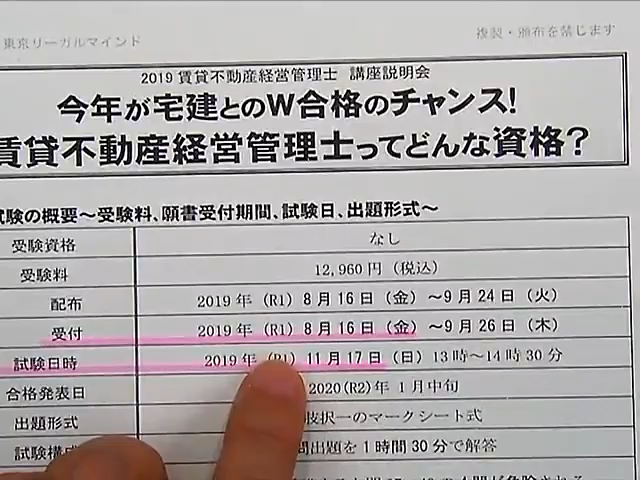 東京リーガルマインド
複製・頒布を禁じます
2019 賃貸不動産経営管理士 講座説明会
今年が宅建とのW合格のチャンス!
賃貸不動産経営管理士ってどんな資格?
試験の概要～受験料、願書受付期間、試験日、出題形式～
受験資格 なし
受験料 12,960円（税込）
配布 2019年（R1）8月16日（金）～9月24日（火）
受付 2019年（R1）8月16日（金）～9月26日（木）
試験日時 2019年（R1）11月17日（日）13時～14時30分
合格発表日 2020(R2)年 1月中旬
出題形式 肢択一のマークシート式
試験構成 問出題を1時間30分で解答